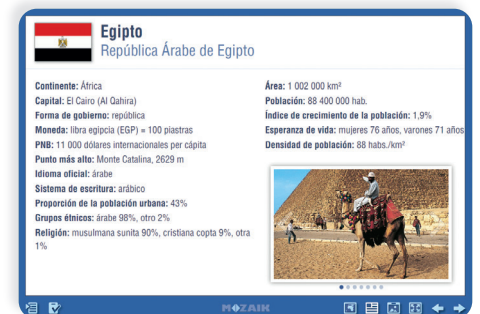 Egipto
República Árabe de Egipto
Continente: África
Capital: El Cairo (Al Qahira)
Forma de gobierno: república
Moneda: libra egipcia (EGP) = 100 piastras
PNB: 11 000 dólares internacionales per cápita
Punto más alto: Monte Catalina, 2629 m
Idioma oficial: árabe
Sistema de escritura: arábico
Proporción de la población urbana: 43%
Grupos étnicos: árabe 98%, otro 2%
Religión: musulmana sunita 90%, cristiana copta 9%, otra
1%
Área: 1 002 000 km²
Población: 88 400 000 hab.
Índice de crecimiento de la población: 1,9%
Esperanza de vida: mujeres 76 años, varones 71 años
Densidad de población: 88 habs./km²
MOZAIK